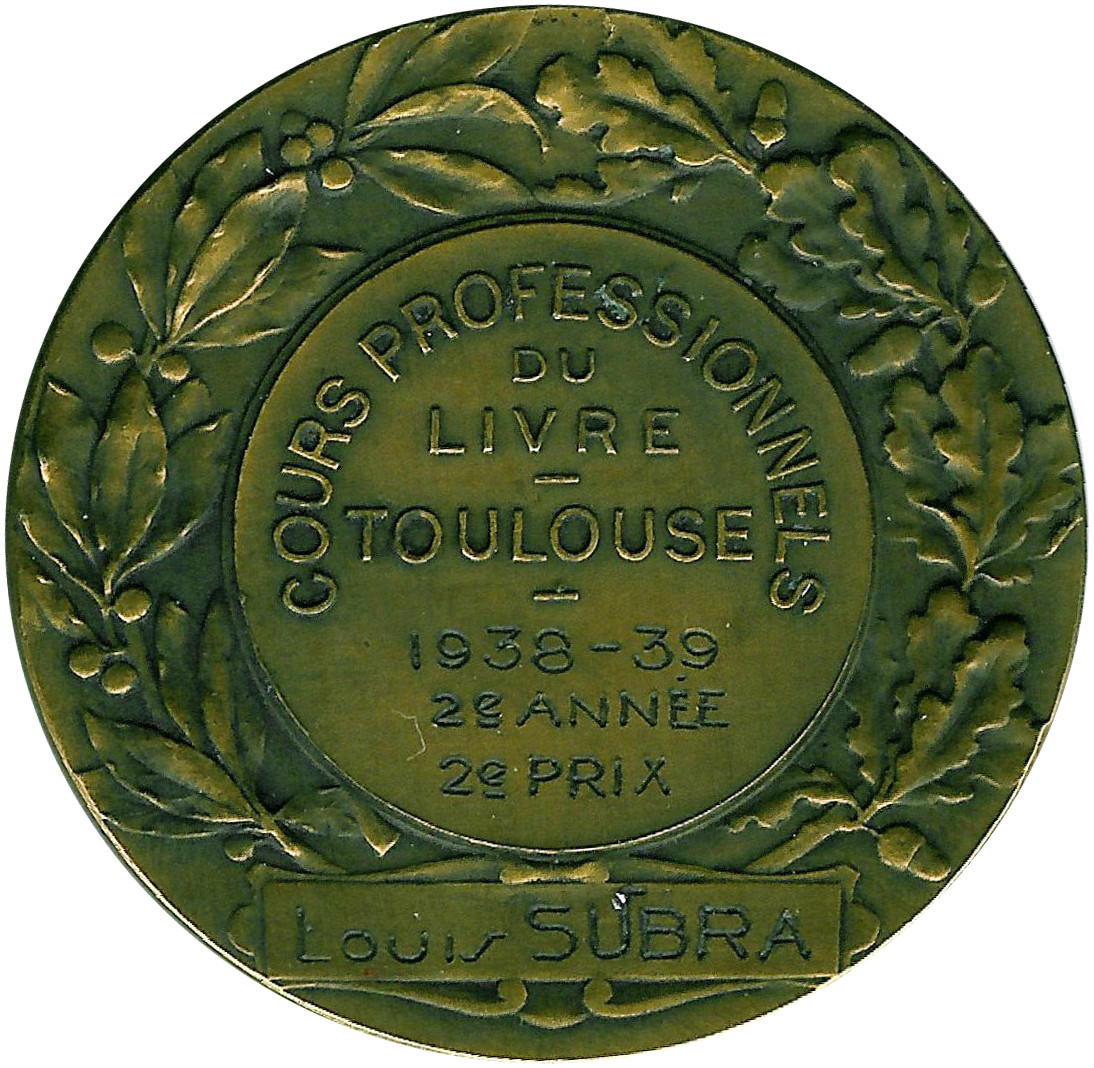 COURS PROFESSIONNELS
DU
LIVRE
—
TOULOUSE
—
1938-39
2e ANNÉE
2e PRIX
Louis SUBRA